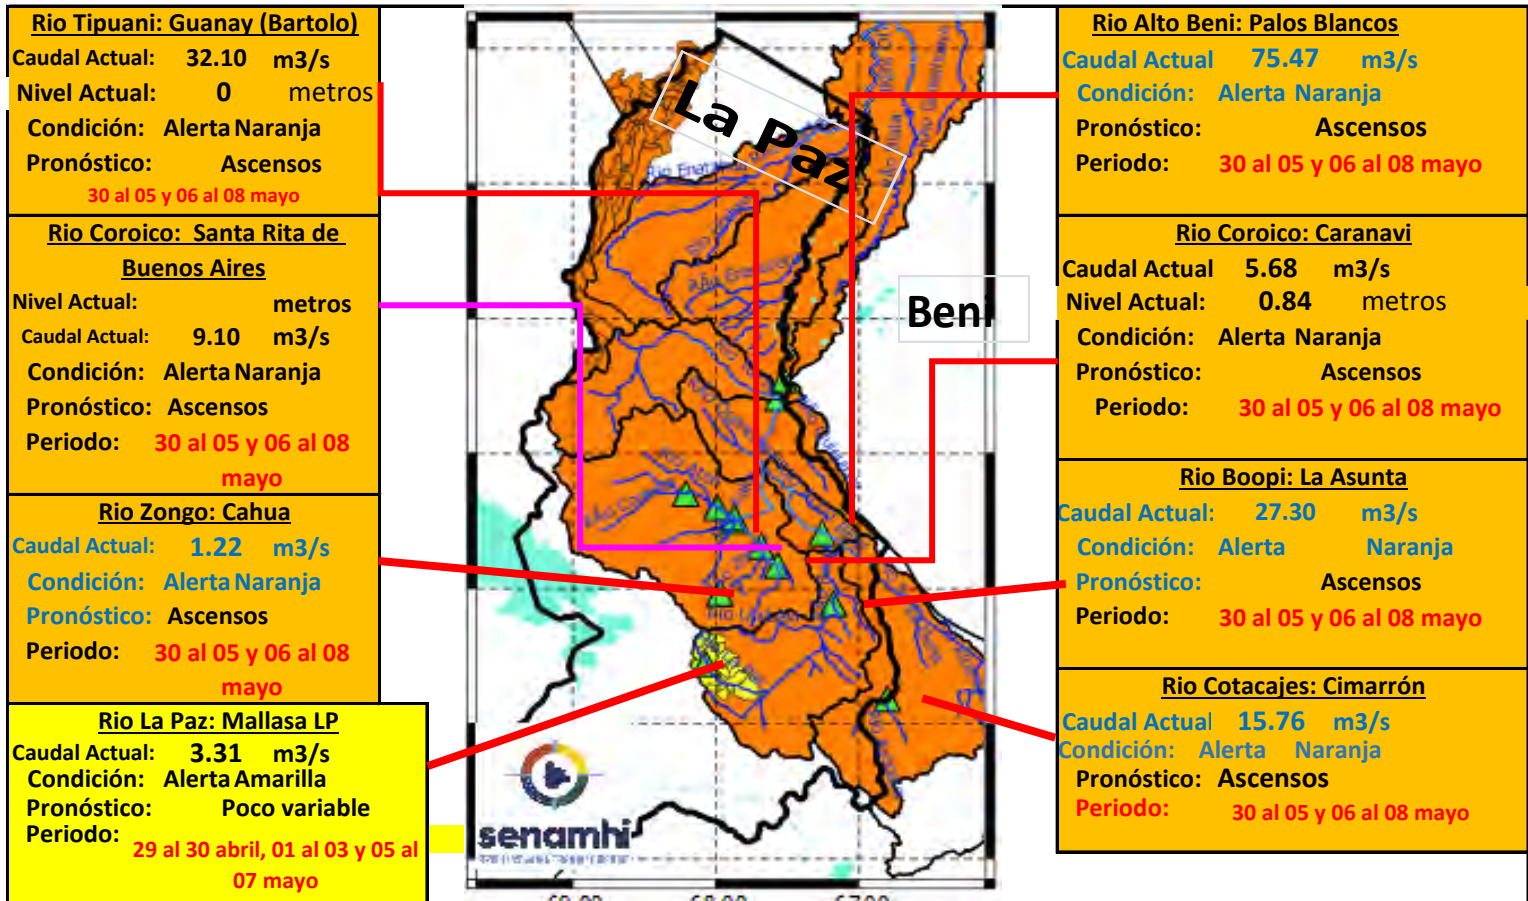 Rio Tipuani: Guanay (Bartolo)
Caudal Actual: 32.10 m3/s
Nivel Actual: 0 metros
Condición: Alerta Naranja
Pronóstico: Ascensos
30 al 05 y 06 al 08 mayo
Rio Coroico: Santa Rita de
Buenos Aires
Nivel Actual: metros
Caudal Actual: 9.10 m3/s
Condición: Alerta Naranja
Pronóstico: Ascensos
Periodo: 30 al 05 y 06 al 08
mayo
Rio Zongo: Cahua
Caudal Actual: 1.22 m3/s
Condición: Alerta Naranja
Pronóstico: Ascensos
Periodo: 30 al 05 y 06 al 08
mayo
Rio La Paz: Mallasa LP
Caudal Actual: 3.31 m3/s
Condición: Alerta Amarilla
Pronóstico: Poco variable
Periodo:
29 al 30 abril, 01 al 03 y 05 al
07 mayo
La Paz
Beni
senamhi
Rio Alto Beni: Palos Blancos
Caudal Actual 75.47 m3/s
Condición: Alerta Naranja
Pronóstico: Ascensos
Periodo: 30 al 05 y 06 al 08 mayo
Rio Coroico: Caranavi
Caudal Actual 5.68 m3/s
Nivel Actual: 0.84 metros
Condición: Alerta Naranja
Pronóstico: Ascensos
Periodo: 30 al 05 y 06 al 08 mayo
Rio Boopi: La Asunta
Caudal Actual: 27.30 m3/s
Condición: Alerta Naranja
Pronóstico: Ascensos
Periodo: 30 al 05 y 06 al 08 mayo
Rio Cotacajes: Cimarrón
Caudal Actual 15.76 m3/s
Condición: Alerta Naranja
Pronóstico: Ascensos
Periodo: 30 al 05 y 06 al 08 mayo